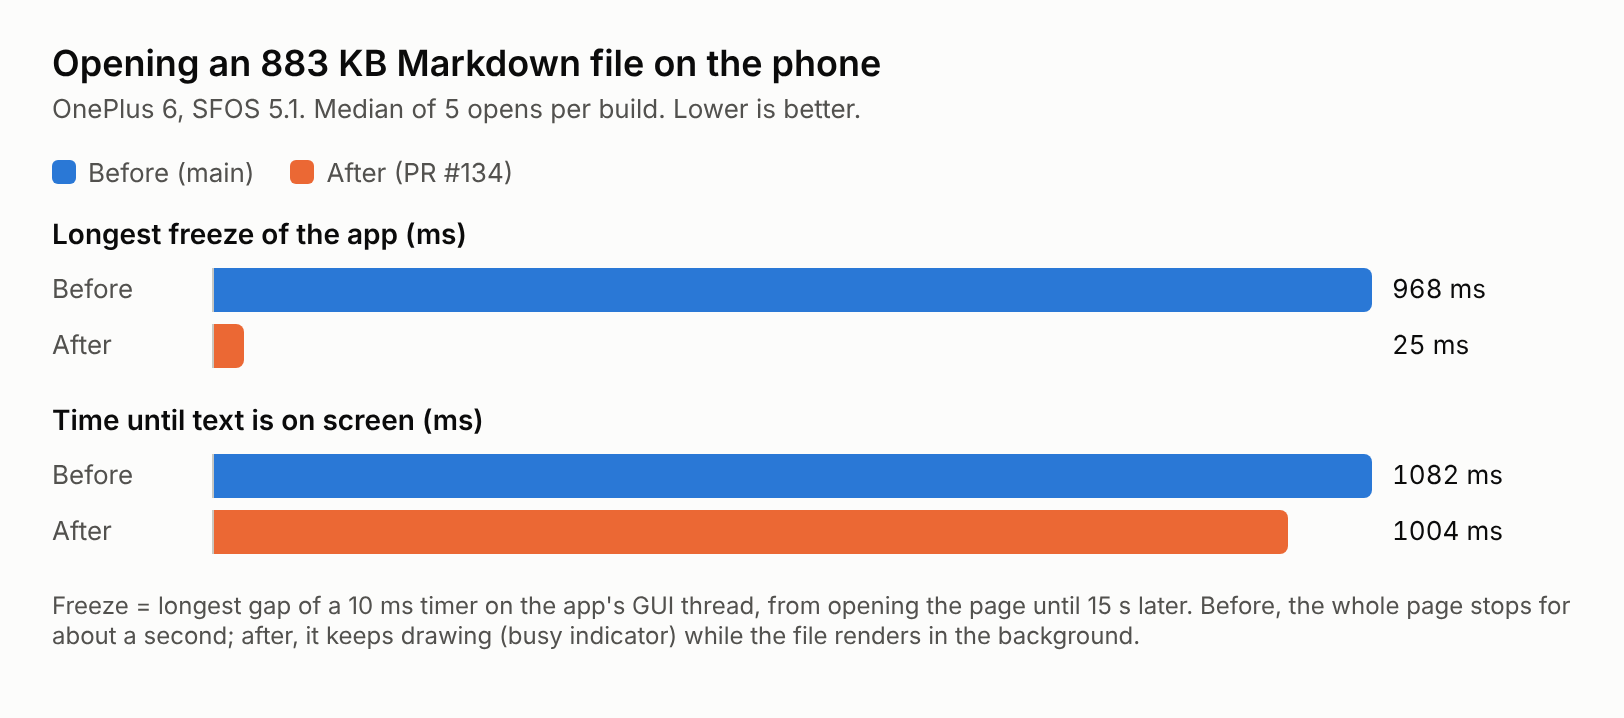 Opening an 883 KB Markdown file on the phone
OnePlus 6, SFOS 5.1. Median of 5 opens per build. Lower is better.
Before (main) After (PR #134)
Longest freeze of the app (ms)
Before 968 ms
After 25 ms
Time until text is on screen (ms)
Before 1082 ms
After 1004 ms
Freeze = longest gap of a 10 ms timer on the app's GUI thread, from opening the page until 15 s later. Before, the whole page stops for
about a second; after, it keeps drawing (busy indicator) while the file renders in the background.